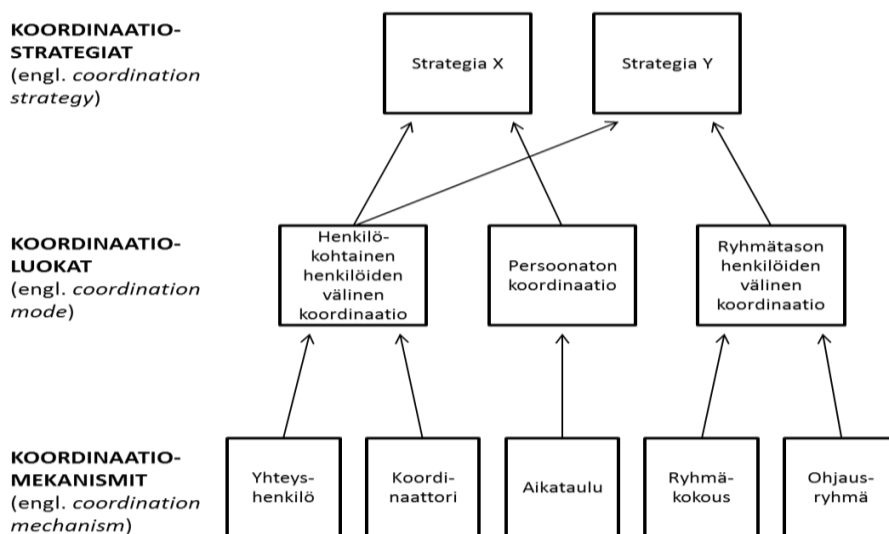 KOORDINAATIO-
STRATEGIAT
(engl. coordination
strategy)
Strategia X
Strategia Y
KOORDINAATIO-
LUOKAT
(engl. coordination
mode)
Henkilö-
kohtainen
henkilöiden
välinen
koordinaatio
Persoonaton
koordinaatio
Ryhmätason
henkilöiden
välinen
koordinaatio
KOORDINAATIO-
MEKANISMIT
(engl. coordination
mechanism)
Yhteys-
henkilö
Koordi-
naattori
Aikataulu
Ryhmä-
kokous
Ohjaus-
ryhmä